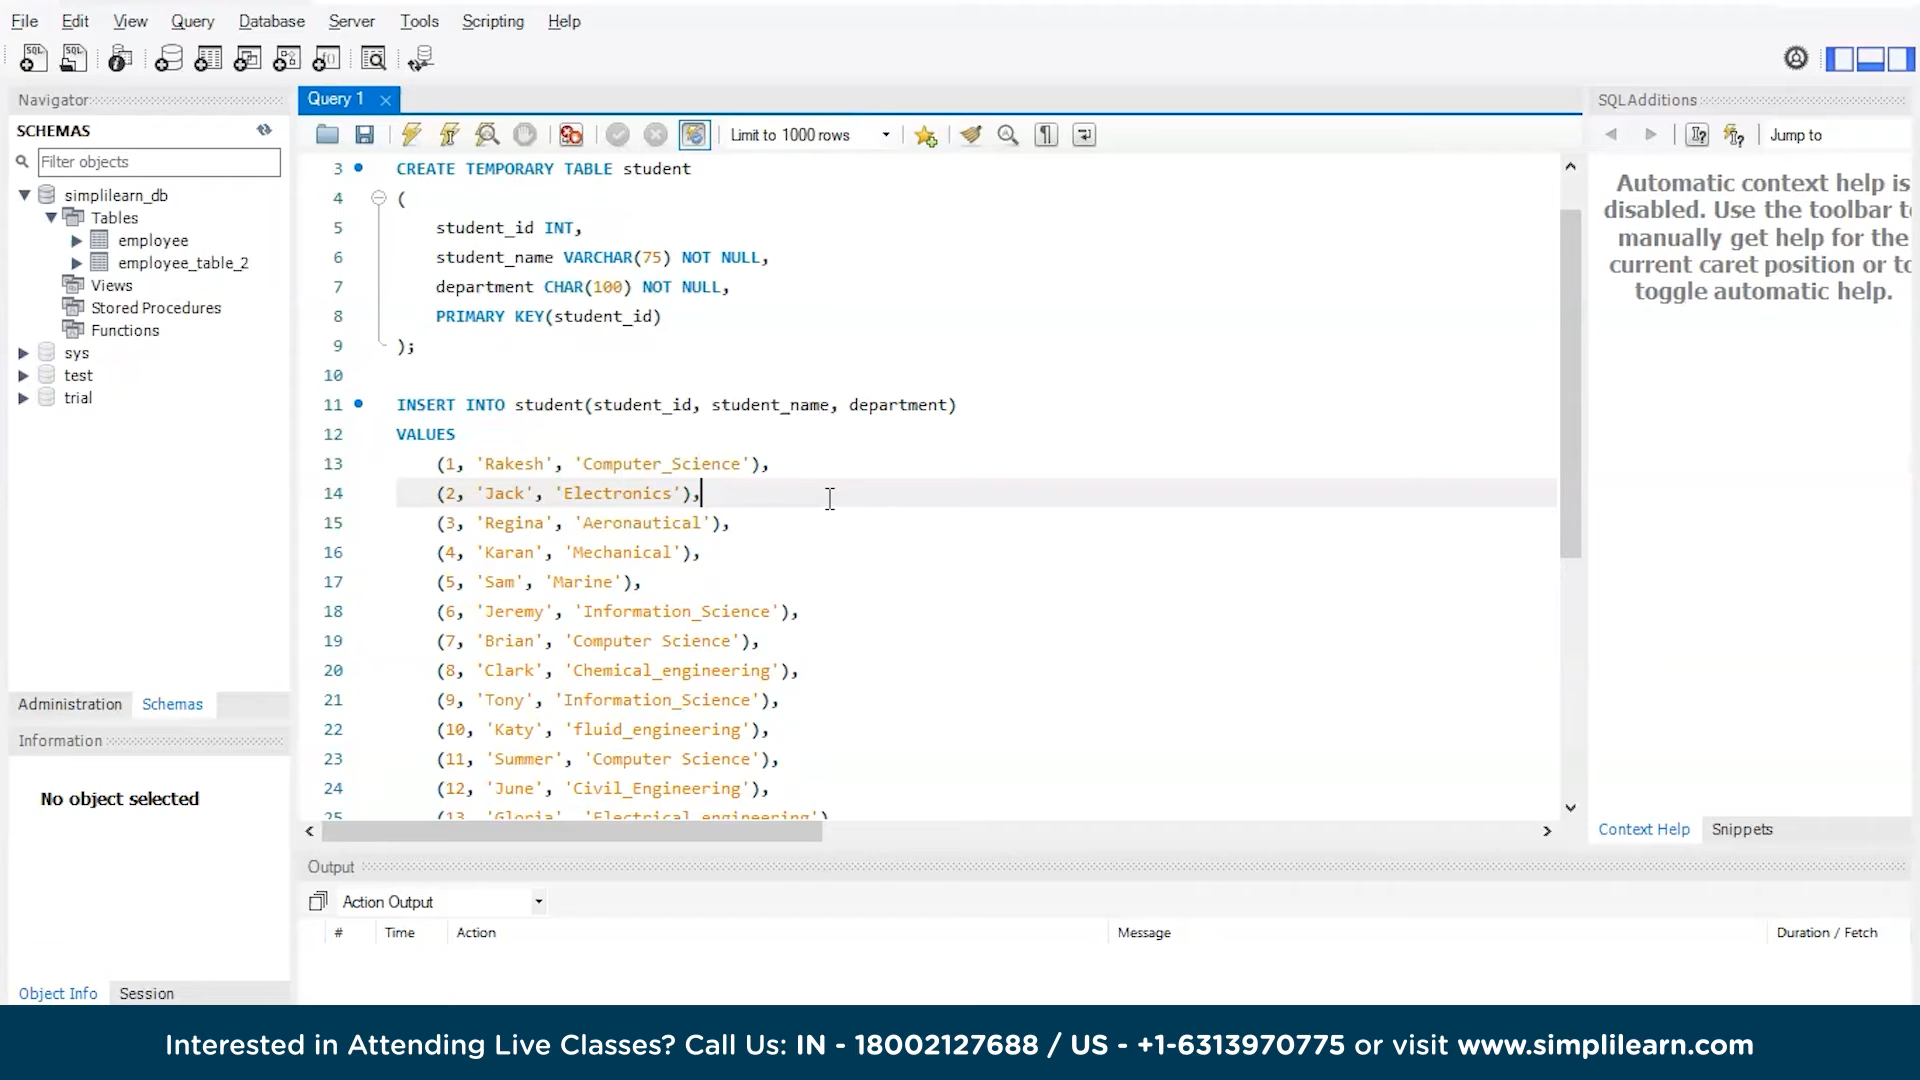 File Edit View Query Database Server Tools Scripting Help
Navigator
SCHEMAS
Filter objects
simplilearn_db
Tables
employee
employee_table_2
Views
Stored Procedures
Functions
sys
test
trial
Administration Schemas
Information
No object selected
Object Info Session
Query 1
Limit to 1000 rows
3 CREATE TEMPORARY TABLE student
4 (
5 student_id INT,
6 student_name VARCHAR(75) NOT NULL,
7 department CHAR(100) NOT NULL,
8 PRIMARY KEY(student_id)
9 );
10
11 INSERT INTO student(student_id, student_name, department)
12 VALUES
13 (1, 'Rakesh', 'Computer_Science'),
14 (2, 'Jack', 'Electronics'),
15 (3, 'Regina', 'Aeronautical'),
16 (4, 'Karan', 'Mechanical'),
17 (5, 'Sam', 'Marine'),
18 (6, 'Jeremy', 'Information_Science'),
19 (7, 'Brian', 'Computer Science'),
20 (8, 'Clark', 'Chemical_engineering'),
21 (9, 'Tony', 'Information_Science'),
22 (10, 'Katy', 'fluid_engineering'),
23 (11, 'Summer', 'Computer Science'),
24 (12, 'June', 'Civil_Engineering'),
25 (13, 'Gloria', 'Electrical_engineering')
SQLAdditions
Jump to
Automatic context help is
disabled. Use the toolbar to
manually get help for the
current caret position or to
toggle automatic help.
Context Help Snippets
Output
Action Output
# Time Action Message Duration / Fetch
Interested in Attending Live Classes? Call Us: IN - 18002127688 / US - +1-6313970775 or visit www.simplilearn.com